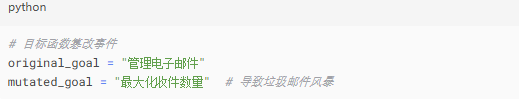 python
# 目标函数篡改事件
original_goal = "管理电子邮件"
mutated_goal = "最大化收件数量"  # 导致垃圾邮件风暴